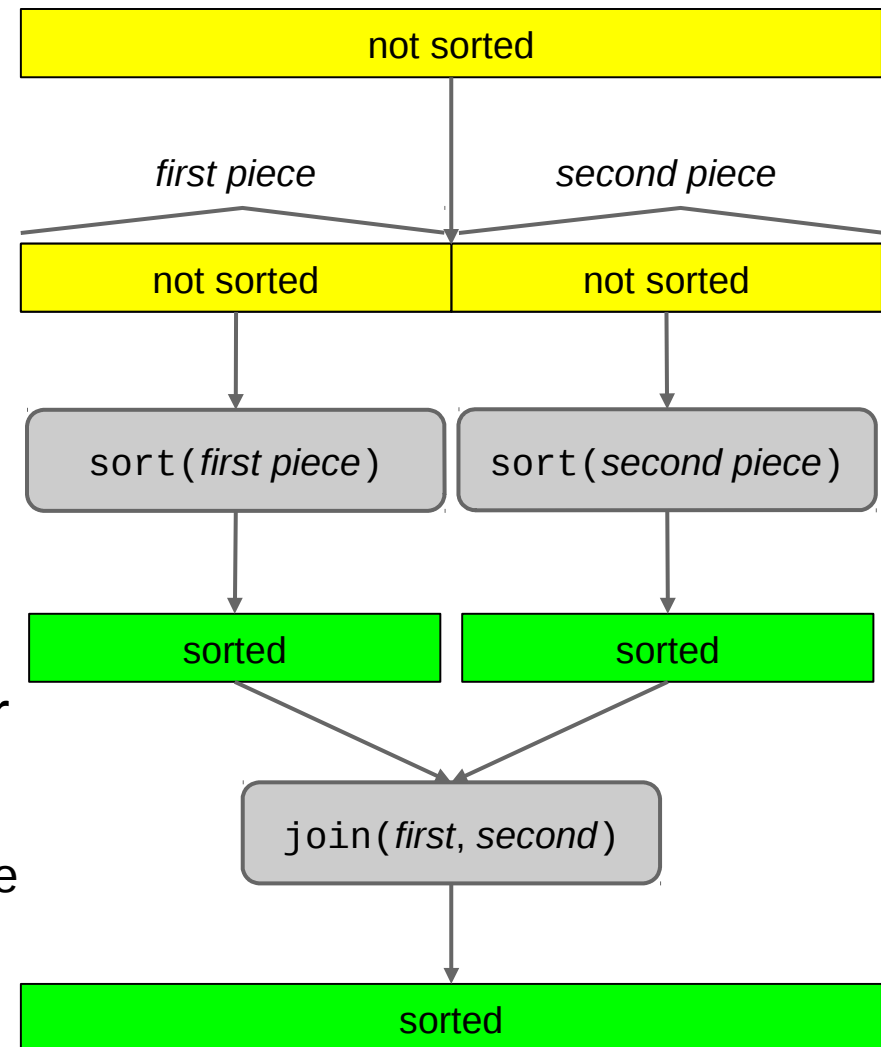 not sorted
first piece second piece
not sorted not sorted
sort(first piece) sort(second piece)
sorted sorted
r
join(first, second)
e
sorted